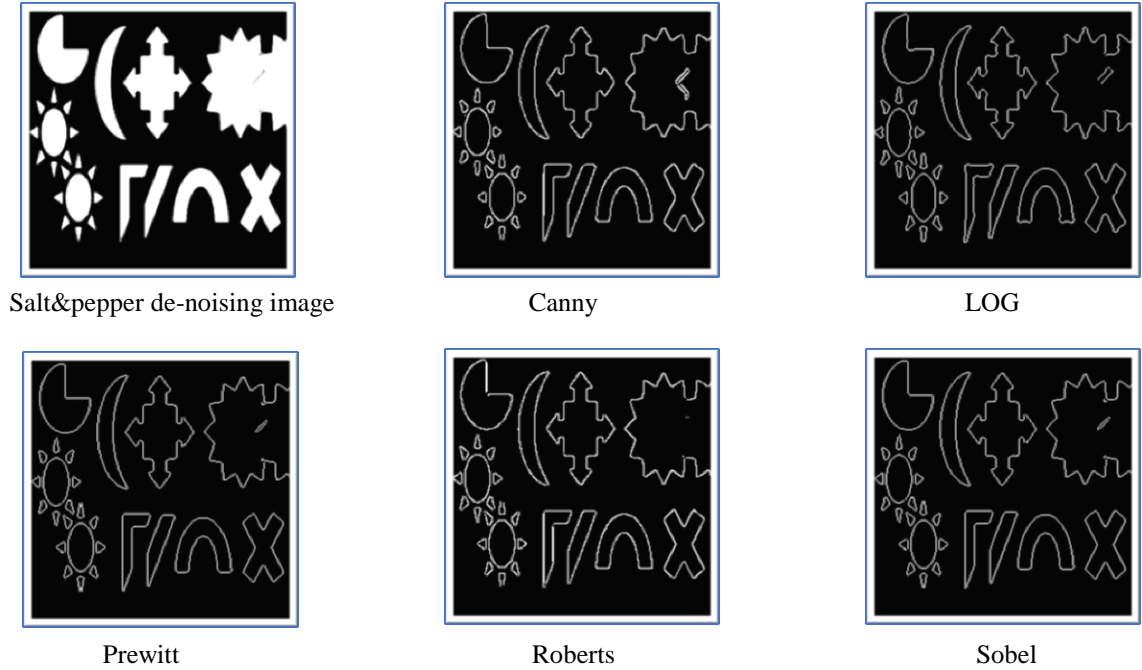 Salt&pepper de-noising image
Canny
LOG
Prewitt
Roberts
Sobel